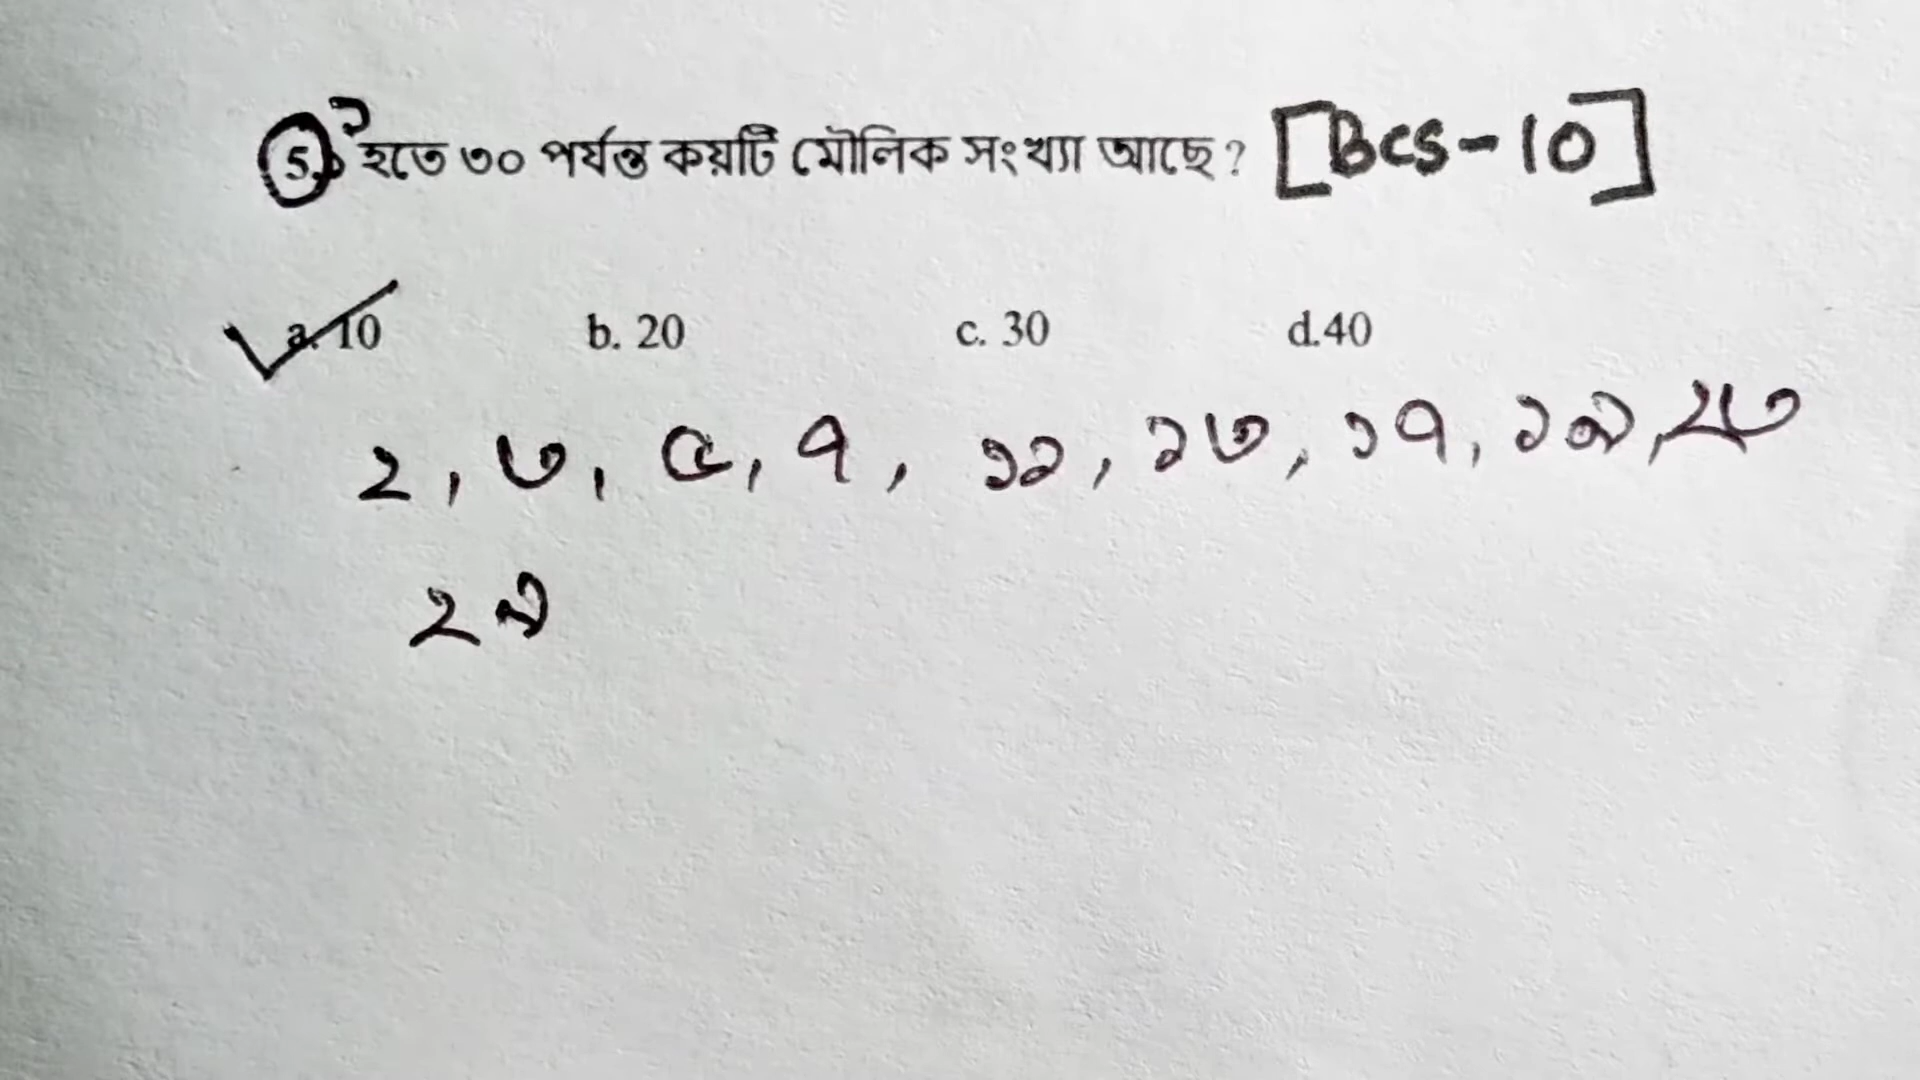 5. ১ হতে ৩০ পর্যন্ত কয়টি মৌলিক সংখ্যা আছে? [BCS-10]
a. 10 b. 20 c. 30 d.40
২, ৩, ৫, ৭, ১১, ১৩, ১৭, ১৯, ২৩
২৯